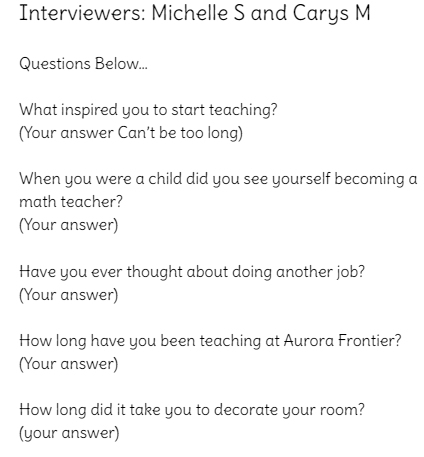 Interviewers: Michelle S and Carys M
Questions Below...
What inspired you to start teaching?
(Your answer Can't be too long)
When you were a child did you see yourself becoming a
math teacher?
(Your answer)
Have you ever thought about doing another job?
(Your answer)
How long have you been teaching at Aurora Frontier?
(Your answer)
How long did it take you to decorate your room?
(your answer)